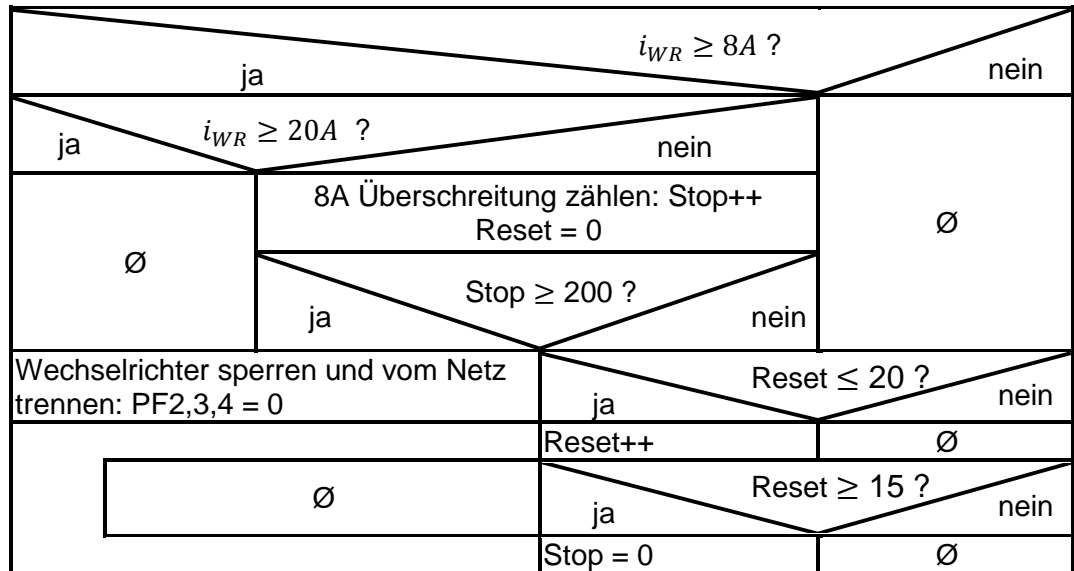 i_WR ≥ 8A ?
ja
nein
i_WR ≥ 20A ?
ja
nein
8A Überschreitung zählen: Stop++
Reset = 0
Ø
Ø
Stop ≥ 200 ?
ja
nein
Wechselrichter sperren und vom Netz
trennen: PF2,3,4 = 0
Reset ≤ 20 ?
ja
nein
Reset++
Ø
Ø
Reset ≥ 15 ?
ja
nein
Stop = 0
Ø